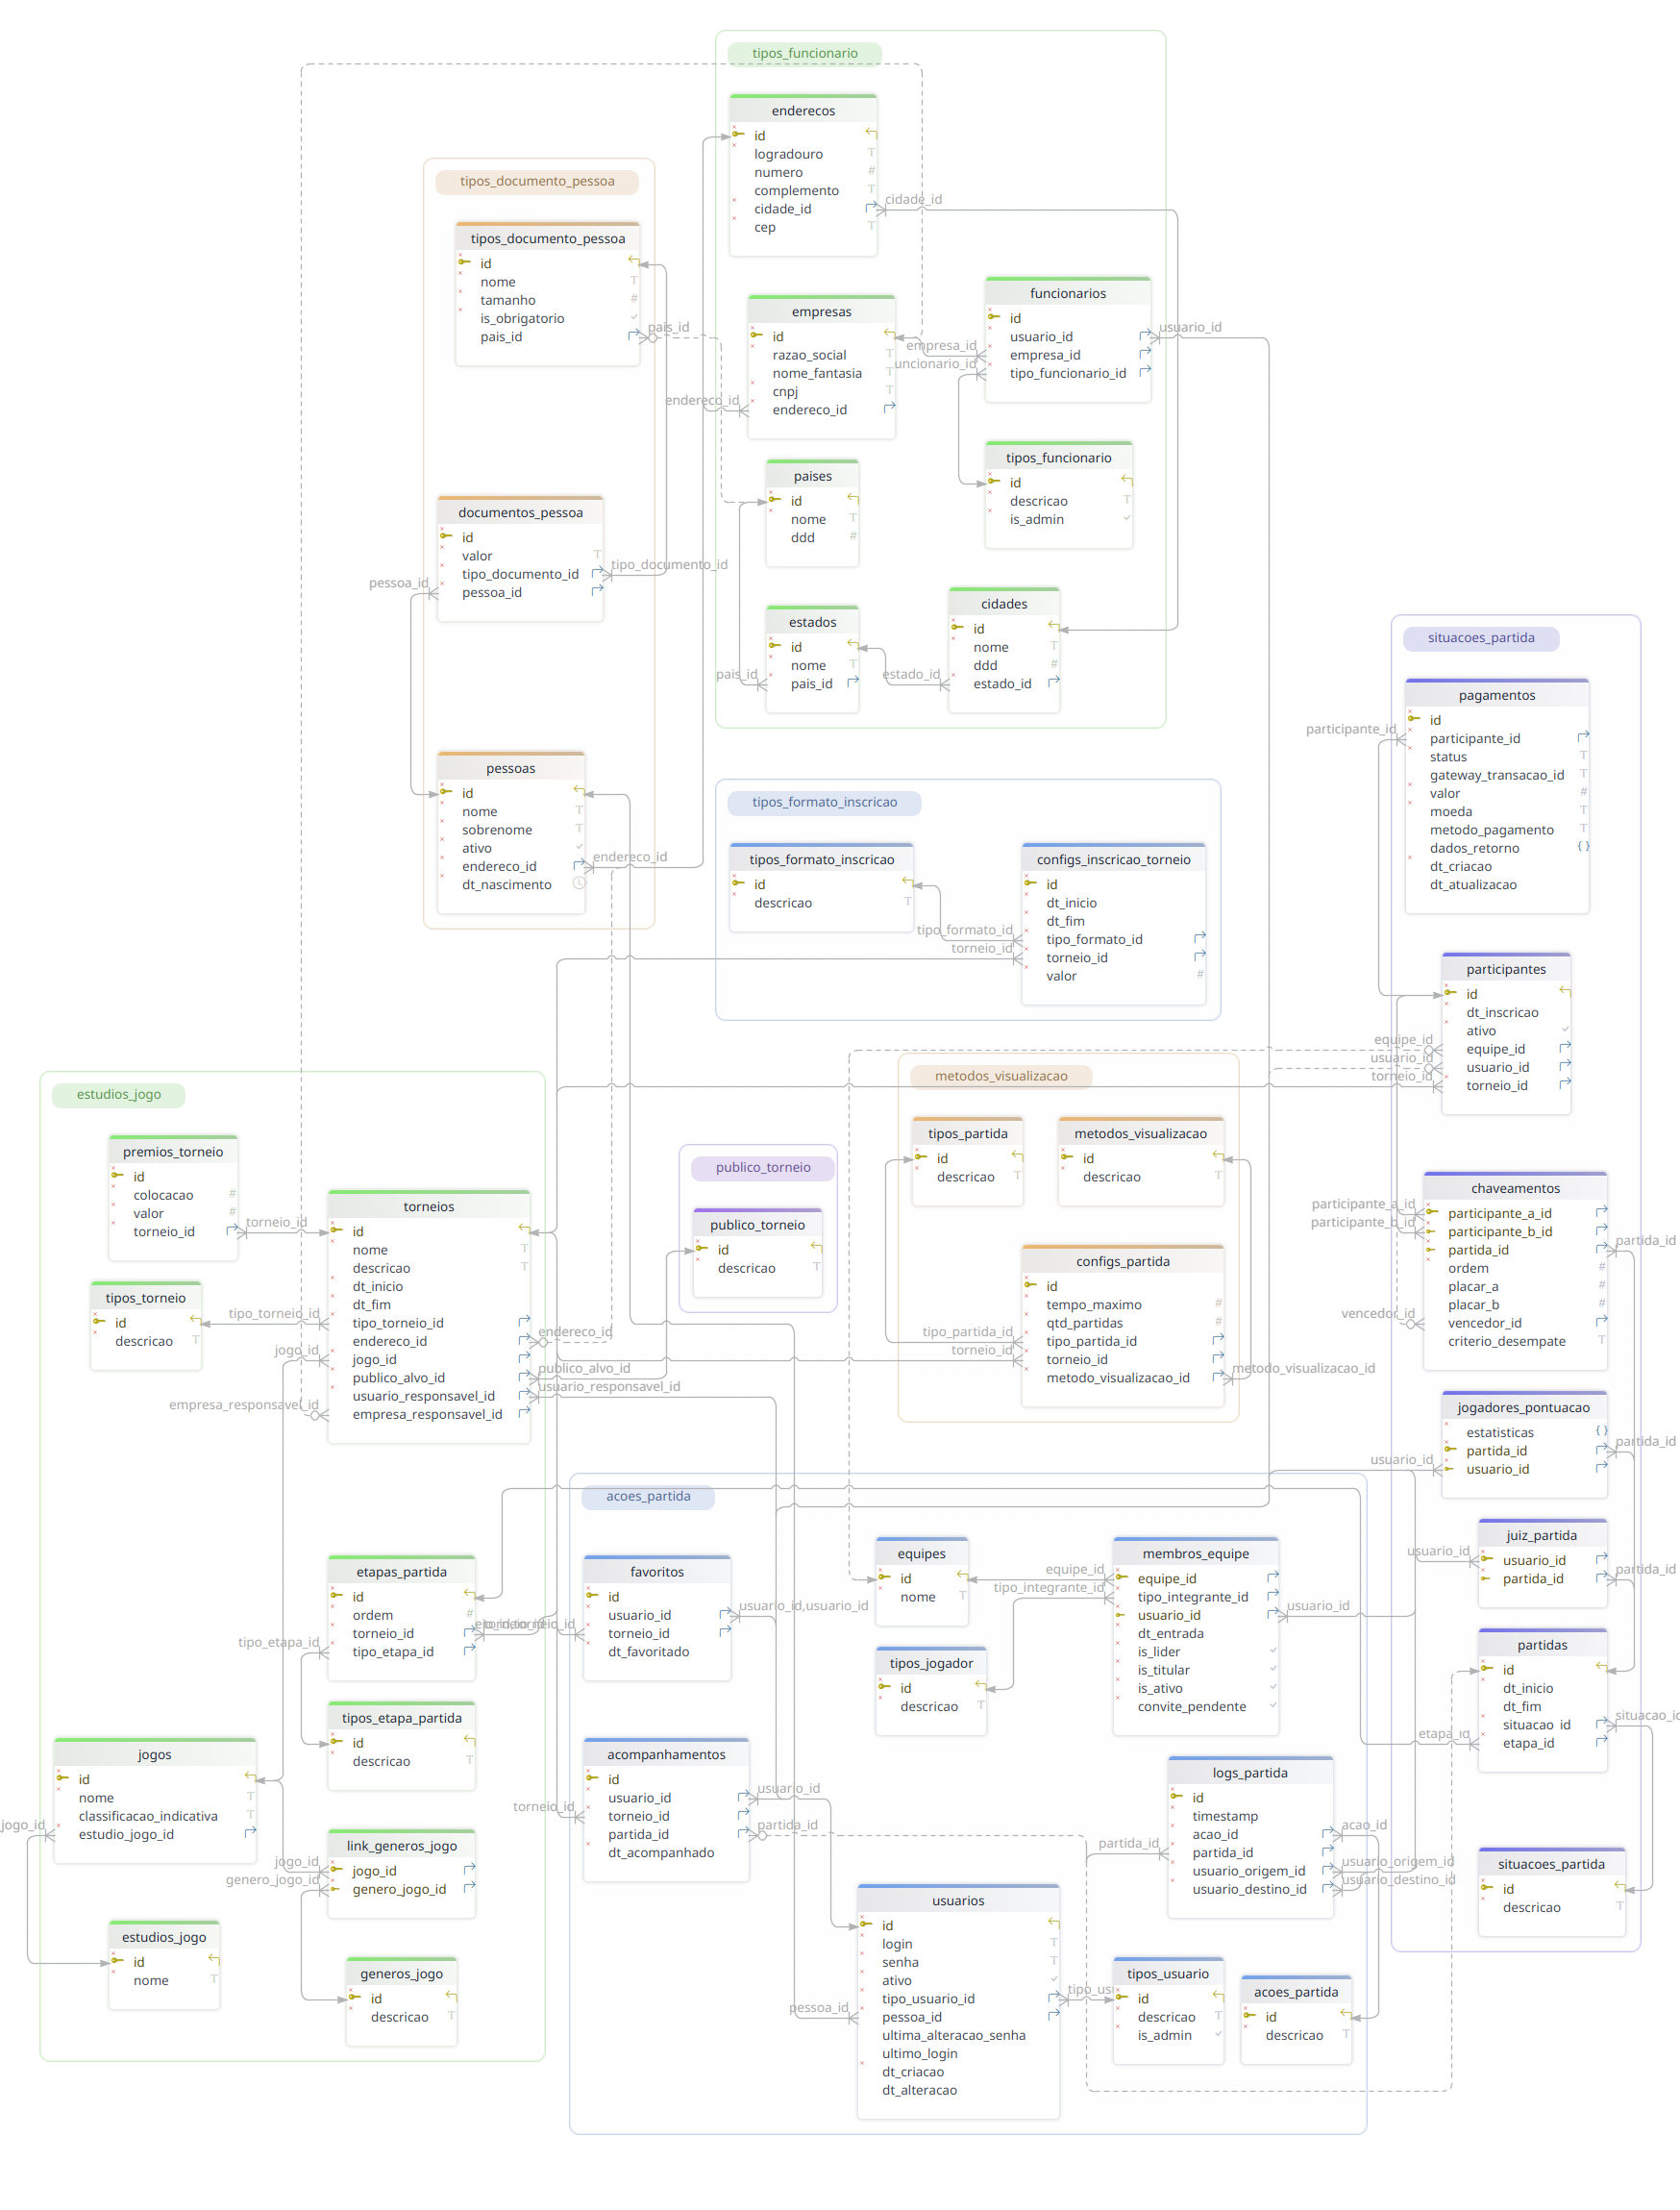 tipos_funcionario
enderecos
id
logradouro
numero
complemento
cidade_id
cep
cidade_id
tipos_documento_pessoa
tipos_documento_pessoa
id
nome
tamanho
is_obrigatorio
pais_id
pais_id
empresas
id
razao_social
nome_fantasia
cnpj
endereco_id
endereco_id
funcionarios
id
usuario_id
empresa_id
tipo_funcionario_id
usuario_id
empresa_id
uncionario_id
paises
id
nome
ddd
tipos_funcionario
id
descricao
is_admin
documentos_pessoa
id
valor
tipo_documento_id
pessoa_id
tipo_documento_id
pessoa_id
estados
id
nome
pais_id
pais_id
cidades
id
nome
ddd
estado_id
estado_id
situacoes_partida
pagamentos
id
participante_id
status
gateway_transacao_id
valor
moeda
metodo_pagamento
dados_retorno
dt_criacao
dt_atualizacao
participante_id
pessoas
id
nome
sobrenome
ativo
endereco_id
dt_nascimento
endereco_id
tipos_formato_inscricao
tipos_formato_inscricao
id
descricao
configs_inscricao_torneio
id
dt_inicio
dt_fim
tipo_formato_id
torneio_id
valor
tipo_formato_id
torneio_id
participantes
id
dt_inscricao
ativo
equipe_id
usuario_id
torneio_id
equipe_id
usuario_id
torneio_id
estudios_jogo
premios_torneio
id
colocacao
valor
torneio_id
torneio_id
torneios
id
nome
descricao
dt_inicio
dt_fim
tipo_torneio_id
endereco_id
jogo_id
publico_alvo_id
usuario_responsavel_id
empresa_responsavel_id
tipo_torneio_id
endereco_id
jogo_id
publico_alvo_id
usuario_responsavel_id
empresa_responsavel_id
tipos_torneio
id
descricao
publico_torneio
publico_torneio
id
descricao
metodos_visualizacao
tipos_partida
id
descricao
metodos_visualizacao
id
descricao
configs_partida
id
tempo_maximo
qtd_partidas
tipo_partida_id
torneio_id
metodo_visualizacao_id
tipo_partida_id
torneio_id
metodo_visualizacao_id
chaveamentos
participante_a_id
participante_b_id
partida_id
ordem
placar_a
placar_b
vencedor_id
criterio_desempate
participante_a_id
participante_b_id
partida_id
vencedor_id
jogadores_pontuacao
estatisticas
partida_id
usuario_id
partida_id
usuario_id
acoes_partida
juiz_partida
usuario_id
partida_id
usuario_id
partida_id
etapas_partida
id
ordem
torneio_id
tipo_etapa_id
tipo_etapa_id
torneio_id
favoritos
id
usuario_id
torneio_id
dt_favoritado
usuario_id,usuario_id
equipes
id
nome
membros_equipe
equipe_id
tipo_integrante_id
usuario_id
dt_entrada
is_lider
is_titular
is_ativo
convite_pendente
equipe_id
tipo_integrante_id
usuario_id
tipos_jogador
id
descricao
partidas
id
dt_inicio
dt_fim
situacao_id
etapa_id
situacao_id
etapa_id
tipos_etapa_partida
id
descricao
jogos
id
nome
classificacao_indicativa
estudio_jogo_id
jogo_id
acompanhamentos
id
usuario_id
torneio_id
partida_id
dt_acompanhado
usuario_id
torneio_id
partida_id
logs_partida
id
timestamp
acao_id
partida_id
usuario_origem_id
usuario_destino_id
acao_id
partida_id
usuario_origem_id
usuario_destino_id
link_generos_jogo
jogo_id
genero_jogo_id
jogo_id
genero_jogo_id
situacoes_partida
id
descricao
estudios_jogo
id
nome
generos_jogo
id
descricao
usuarios
id
login
senha
ativo
tipo_usuario_id
pessoa_id
ultima_alteracao_senha
ultimo_login
dt_criacao
dt_alteracao
pessoa_id
tipo_us
tipos_usuario
id
descricao
is_admin
acoes_partida
id
descricao